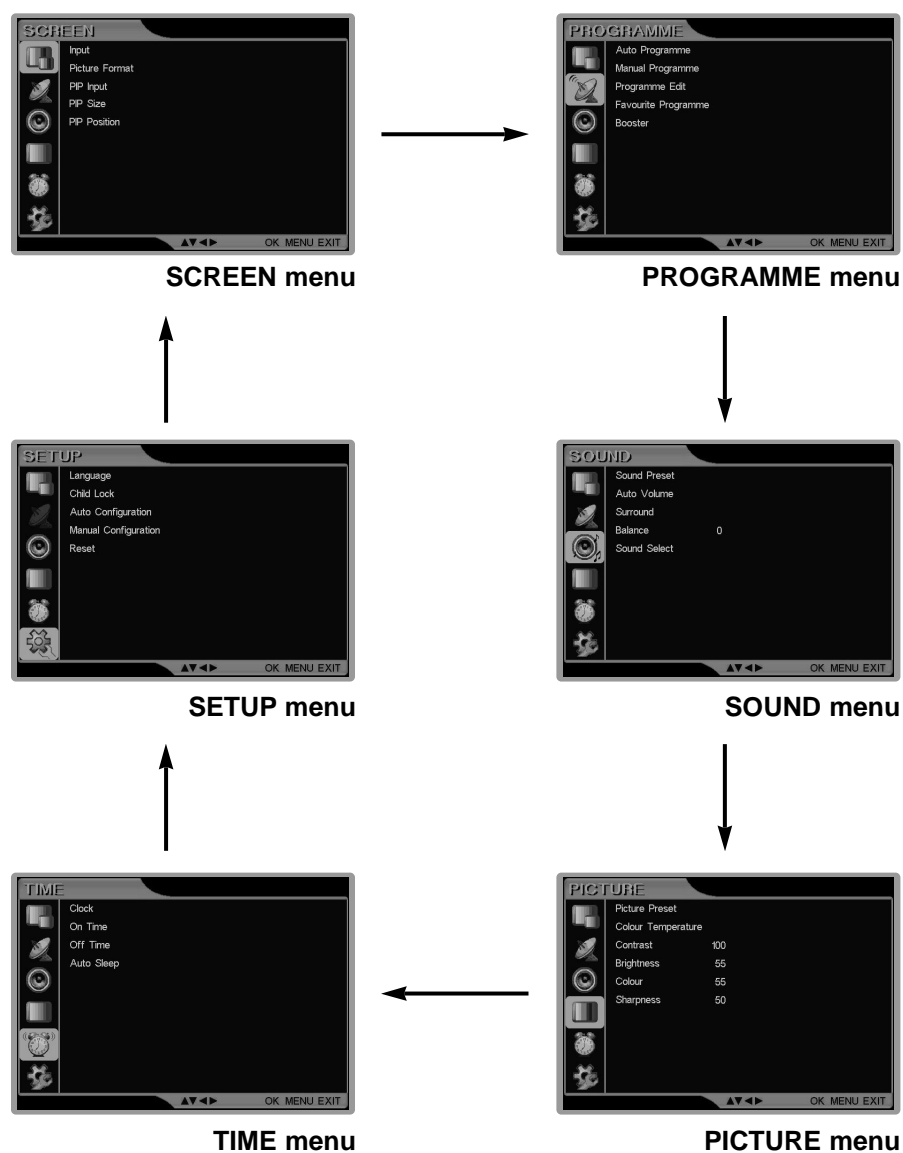 SCREEN
Input
Picture Format
PIP Input
PIP Size
PIP Position
▲▼◄► OK MENU EXIT
SCREEN menu
PROGRAMME
Auto Programme
Manual Programme
Programme Edit
Favourite Programme
Booster
▲▼◄► OK MENU EXIT
PROGRAMME menu
SETUP
Language
Child Lock
Auto Configuration
Manual Configuration
Reset
▲▼◄► OK MENU EXIT
SETUP menu
SOUND
Sound Preset
Auto Volume
Surround
Balance 0
Sound Select
▲▼◄► OK MENU EXIT
SOUND menu
TIME
Clock
On Time
Off Time
Auto Sleep
▲▼◄► OK MENU EXIT
TIME menu
PICTURE
Picture Preset
Colour Temperature
Contrast 100
Brightness 55
Colour 55
Sharpness 50
▲▼◄► OK MENU EXIT
PICTURE menu